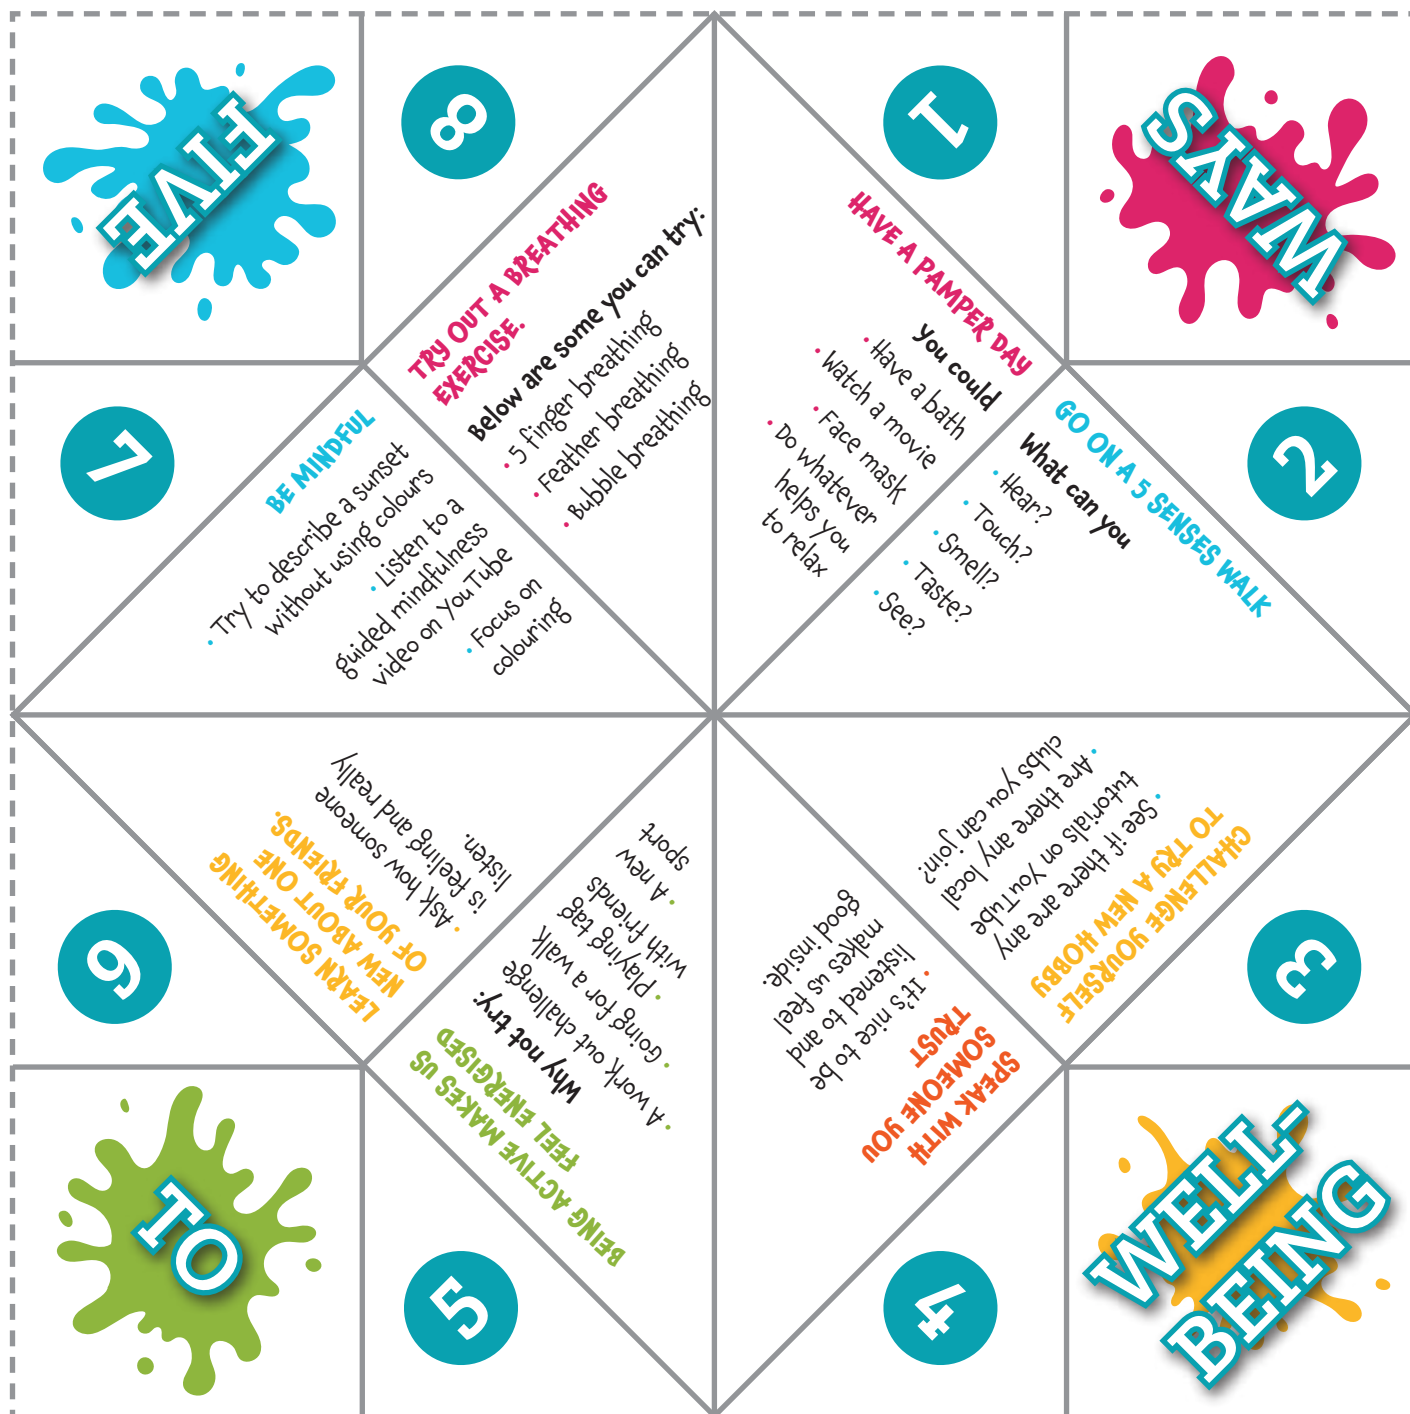 FIVE
WAYS
TO
WELL-
BEING
1
HAVE A PAMPER DAY
You could
• Have a bath
• Watch a movie
• Face mask
• Do whatever
helps you
to relax
2
GO ON A 5 SENSES WALK
What can you
• Hear?
• Touch?
• Smell?
• Taste?
• See?
3
CHALLENGE YOURSELF
TO TRY A NEW HOBBY
• See if there are any
tutorials on YouTube
• Are there any local
clubs you can join?
4
SPEAK WITH
SOMEONE YOU
TRUST
• It's nice to be
listened to and
makes us feel
good inside.
5
BEING ACTIVE MAKES US
FEEL ENERGISED
Why not try:
• A work out challenge
• Going for a walk
• Playing tag
with friends
• A new
sport
6
LEARN SOMETHING
NEW ABOUT ONE
OF YOUR FRIENDS.
• Ask how someone
is feeling and really
listen.
7
BE MINDFUL
• Try to describe a sunset
without using colours
• Listen to a
guided mindfulness
video on YouTube
• Focus on
colouring
8
TRY OUT A BREATHING
EXERCISE.
Below are some you can try:
• 5 finger breathing
• Feather breathing
• Bubble breathing